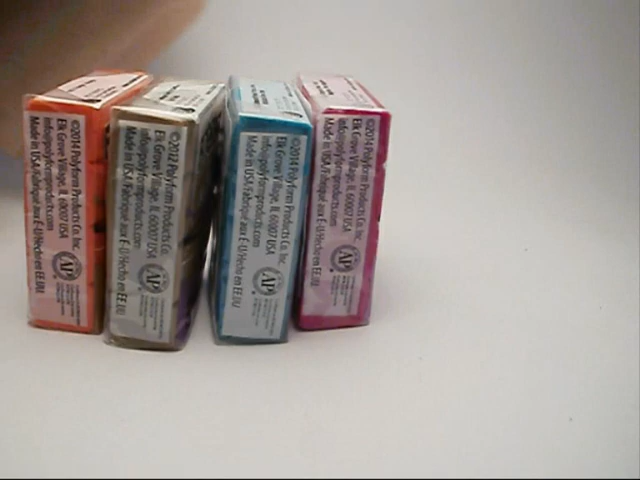 ©2014 Polyform Products Co. Inc.
Elk Grove Village, IL 60007 USA
info@polyformproducts.com
Made in USA/Fabriqué aux É-U/Hecho en EE.UU.
AP
©2012 Polyform Products Co.
Elk Grove Village, IL 60007 USA
info@polyformproducts.com
Made in USA/Fabriqué aux É-U/Hecho en EE.UU.
AP
©2014 Polyform Products Co. Inc.
Elk Grove Village, IL 60007 USA
info@polyformproducts.com
Made in USA/Fabriqué aux É-U/Hecho en EE.UU.
AP
©2014 Polyform Products Co. Inc.
Elk Grove Village, IL 60007 USA
info@polyformproducts.com
Made in USA/Fabriqué aux É-U/Hecho en EE.UU.
AP